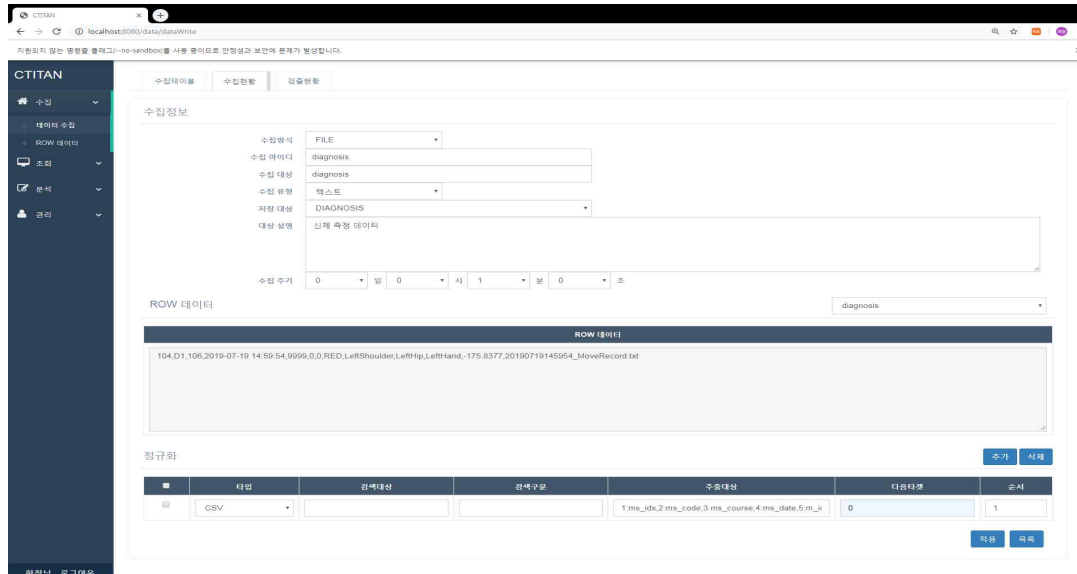 CTITAN
localhost:8080/data/dataWrite
지원되지 않는 명령줄 플래그(--no-sandbox)를 사용 중이므로 안정성과 보안에 문제가 발생합니다.
CTITAN
수집테이블 수집현황 검출현황
수집
수집정보
데이터 수집
ROW 데이터
조회
분석
관리
수집방식 FILE
수집 아이디 diagnosis
수집 대상 diagnosis
수집 유형 텍스트
저장 대상 DIAGNOSIS
대상 설명 신체 측정 데이터
수집 주기 0 일 0 시 1 분 0 초
ROW 데이터 diagnosis
ROW 데이터
104,D1,106,2019-07-19 14:59:54,9999,0,0,RED,LeftShoulder,LeftHip,LeftHand,-175.8377,20190719145954_MoveRecord.txt
정규화 추가 삭제
타입 검색대상 검색구문 추출대상 다음타겟 순서
CSV 1:ms_idx,2:ms_code,3:ms_course,4:ms_date,5:m_ic 0 1
적용 목록
로그아웃